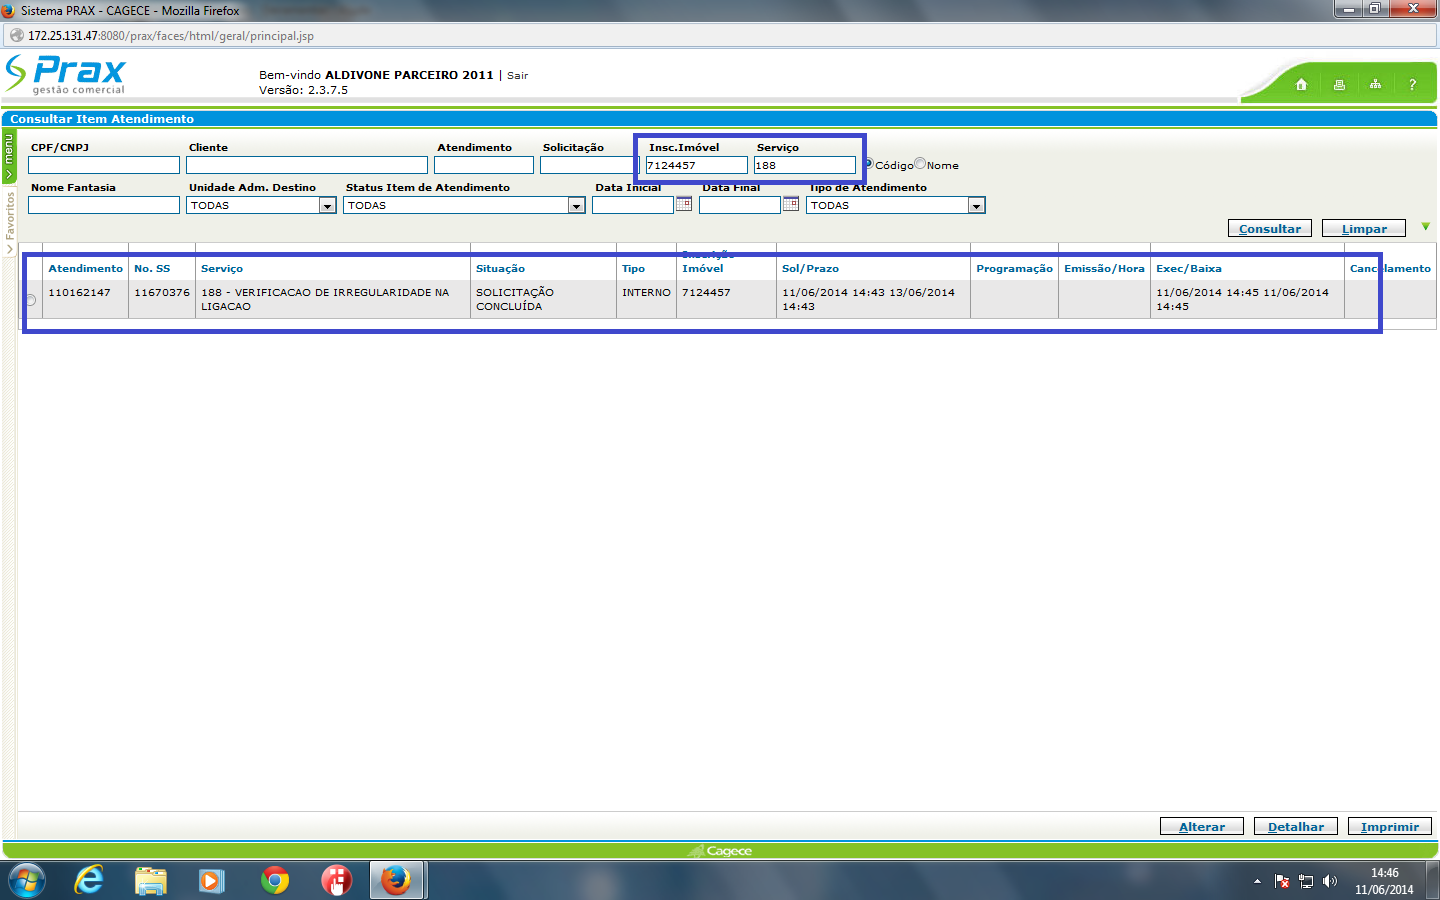 Sistema PRAX - CAGECE - Mozilla Firefox
172.25.131.47:8080/prax/faces/html/geral/principal.jsp
Prax
gestão comercial
Bem-vindo ALDIVONE PARCEIRO 2011 | Sair
Versão: 2.3.7.5
?
Consultar Item Atendimento
menu
Favoritos
CPF/CNPJ Cliente Atendimento Solicitação Insc.Imóvel Serviço
7124457 188 Código Nome
Nome Fantasia Unidade Adm. Destino Status Item de Atendimento Data Inicial Data Final Tipo de Atendimento
TODAS TODAS TODAS
Consultar Limpar
Atendimento No. SS Serviço Situação Tipo Inscrição Imóvel Sol/Prazo Programação Emissão/Hora Exec/Baixa Cancelamento
110162147 11670376 188 - VERIFICACAO DE IRREGULARIDADE NA SOLICITAÇÃO INTERNO 7124457 11/06/2014 14:43 13/06/2014 11/06/2014 14:45 11/06/2014
LIGACAO CONCLUÍDA 14:43 14:45
Alterar Detalhar Imprimir
Cagece
14:46
11/06/2014